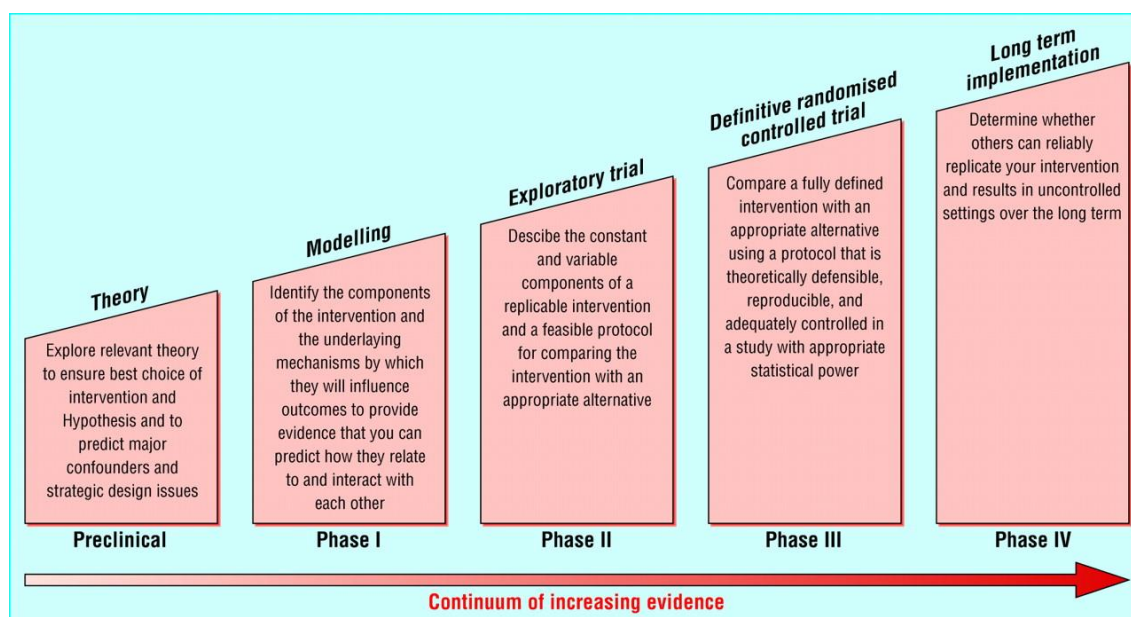 Theory
Explore relevant theory
to ensure best choice of
intervention and
Hypothesis and to
predict major
confounders and
strategic design issues
Preclinical
Modelling
Identify the components
of the intervention and
the underlaying
mechanisms by which
they will influence
outcomes to provide
evidence that you can
predict how they relate
to and interact with
each other
Phase I
Exploratory trial
Descibe the constant
and variable
components of a
replicable intervention
and a feasible protocol
for comparing the
intervention with an
appropriate alternative
Phase II
Definitive randomised
controlled trial
Compare a fully defined
intervention with an
appropriate alternative
using a protocol that is
theoretically defensible,
reproducible, and
adequately controlled in
a study with appropriate
statistical power
Phase III
Long term
implementation
Determine whether
others can reliably
replicate your intervention
and results in uncontrolled
settings over the long term
Phase IV
Continuum of increasing evidence